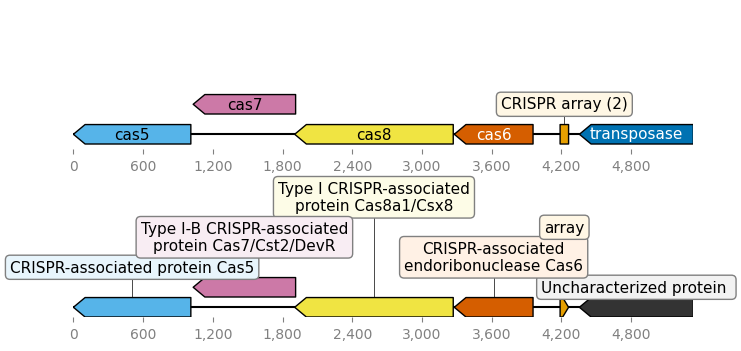 cas7
CRISPR array (2)
cas5
cas8
cas6
transposase
0 600 1,200 1,800 2,400 3,000 3,600 4,200 4,800
Type I CRISPR-associated
protein Cas8a1/Csx8
Type I-B CRISPR-associated
protein Cas7/Cst2/DevR
array
CRISPR-associated
endoribonuclease Cas6
CRISPR-associated protein Cas5
Uncharacterized protein
0 600 1,200 1,800 2,400 3,000 3,600 4,200 4,800